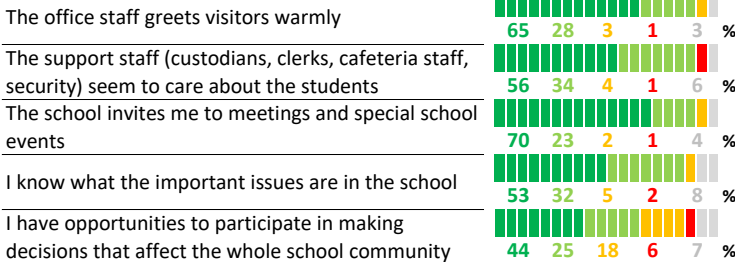 The office staff greets visitors warmly
65 28 3 1 3 %
The support staff (custodians, clerks, cafeteria staff,
security) seem to care about the students
56 34 4 1 6 %
The school invites me to meetings and special school
events
70 23 2 1 4 %
I know what the important issues are in the school
53 32 5 2 8 %
I have opportunities to participate in making
decisions that affect the whole school community
44 25 18 6 7 %